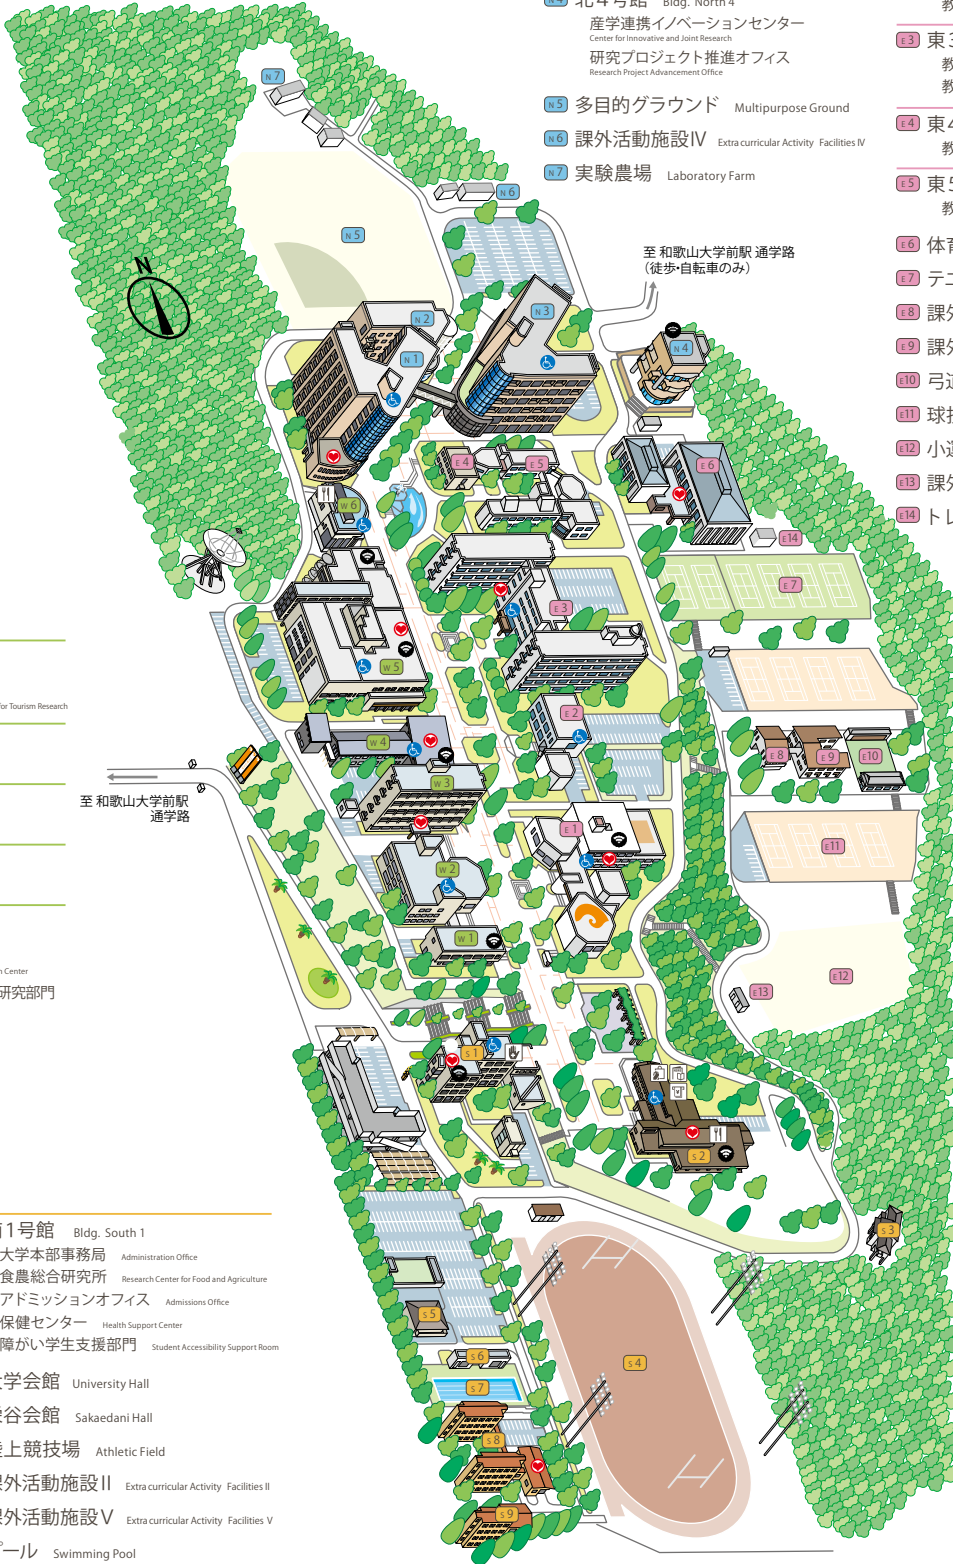 N4 北4号館 Bldg. North 4
産学連携イノベーションセンター
Center for Innovative and Joint Research
研究プロジェクト推進オフィス
Research Project Advancement Office
N5 多目的グラウンド Multipurpose Ground
N6 課外活動施設Ⅳ Extra curricular Activity Facilities Ⅳ
N7 実験農場 Laboratory Farm
教
E3 東3
教
教
E4 東4
教
E5 東5
教
E6 体育
E7 テニ
E8 課外
E9 課外
E10 弓道
E11 球技
E12 小運
E13 課外
E14 トレ
N7
N6
N5
N
至 和歌山大学前駅 通学路
（徒歩・自転車のみ）
N3
N2
N1
N4
E4
E5
E6
W6
E14
E7
E3
W5
E2
W4
E8
E9
E10
W3
至 和歌山大学前駅
通学路
E1
E11
W2
W1
E12
E13
S1
S2
S3
S5
S4
S6
S7
S8
S9
for Tourism Research
n Center
研究部門
南1号館 Bldg. South 1
大学本部事務局 Administration Office
食農総合研究所 Research Center for Food and Agriculture
アドミッションオフィス Admissions Office
保健センター Health Support Center
障がい学生支援部門 Student Accessibility Support Room
大学会館 University Hall
栄谷会館 Sakaedani Hall
陸上競技場 Athletic Field
課外活動施設Ⅱ Extra curricular Activity Facilities Ⅱ
課外活動施設Ⅴ Extra curricular Activity Facilities Ⅴ
プール Swimming Pool